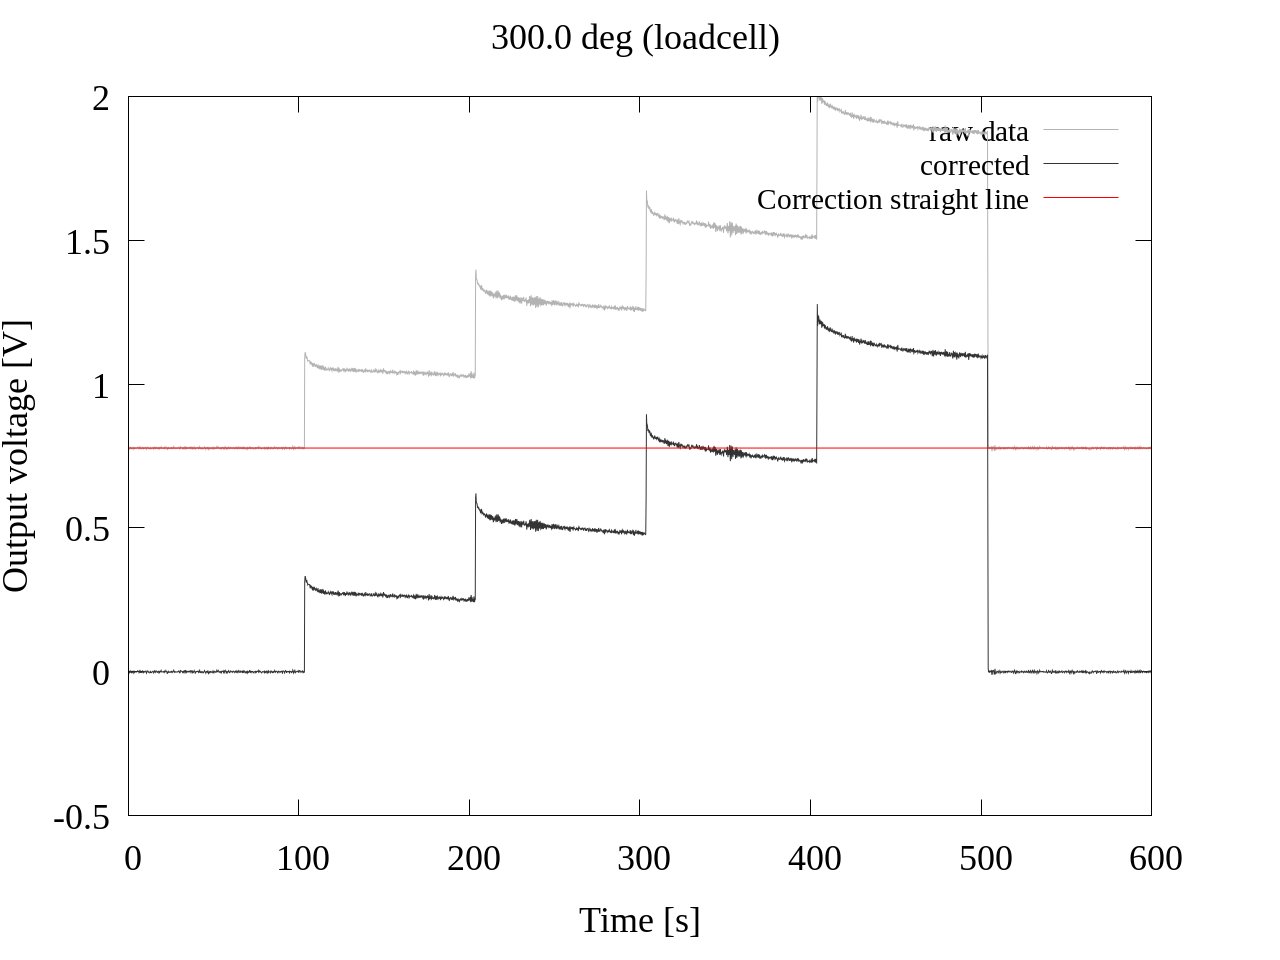 300.0 deg (loadcell)
2
1.5
1
0.5
0
-0.5
Output voltage [V]
raw data
corrected
Correction straight line
0 100 200 300 400 500 600
Time [s]